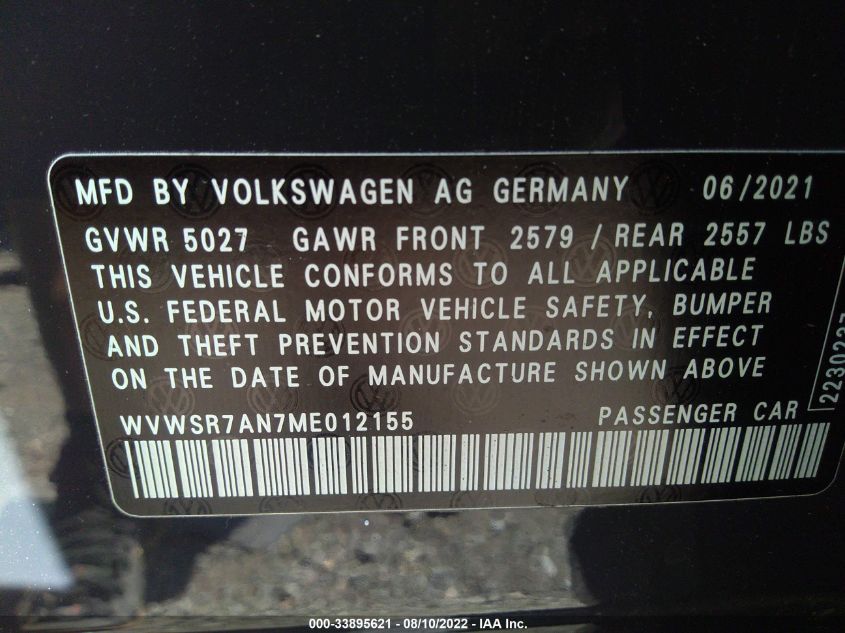 MFD BY VOLKSWAGEN AG GERMANY 06/2021
GVWR 5027 GAWR FRONT 2579 / REAR 2557 LBS
THIS VEHICLE CONFORMS TO ALL APPLICABLE
U.S. FEDERAL MOTOR VEHICLE SAFETY, BUMPER
AND THEFT PREVENTION STANDARDS IN EFFECT
ON THE DATE OF MANUFACTURE SHOWN ABOVE
WVWSR7AN7ME012155 PASSENGER CAR
000-33895621 - 08/10/2022 - IAA Inc.